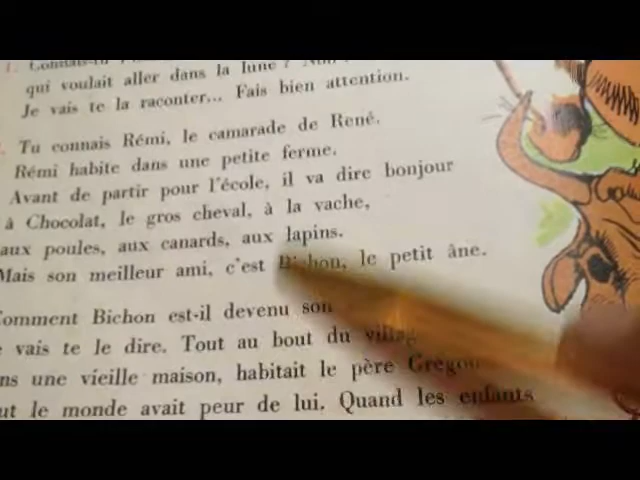 qui voulait aller dans la lune ?
Je vais te la raconter... Fais bien attention.
Tu connais Rémi, le camarade de René.
Rémi habite dans une petite ferme.
Avant de partir pour l'école, il va dire bonjour
à Chocolat, le gros cheval, à la vache,
aux poules, aux canards, aux lapins.
Mais son meilleur ami, c'est Bichon, le petit âne.
Comment Bichon est-il devenu son
vais te le dire. Tout au bout du
une vieille maison, habitait le père
le monde avait peur de lui. Quand les enfants